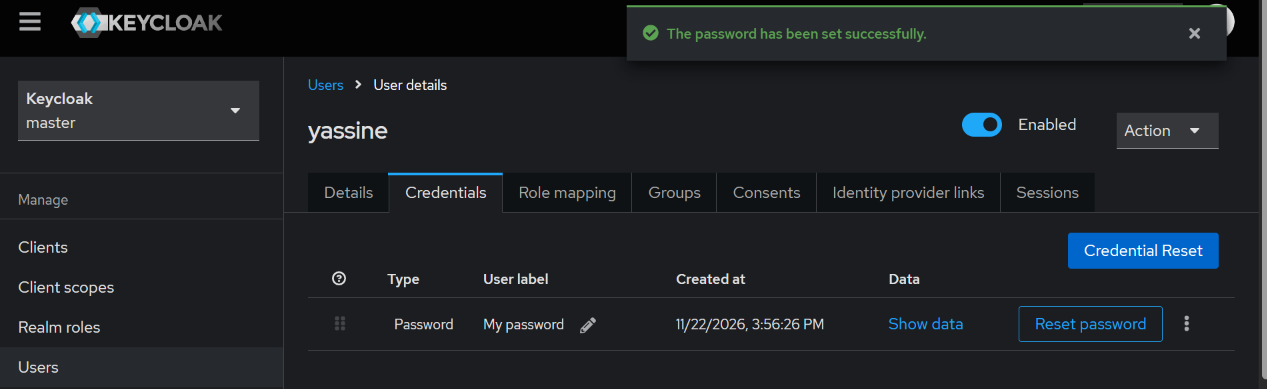 KEYCLOAK
The password has been set successfully.
Keycloak
master
Manage
Clients
Client scopes
Realm roles
Users
Users > User details
yassine
Enabled
Action
Details Credentials Role mapping Groups Consents Identity provider links Sessions
Credential Reset
Type User label Created at Data
Password My password 11/22/2026, 3:56:26 PM Show data Reset password